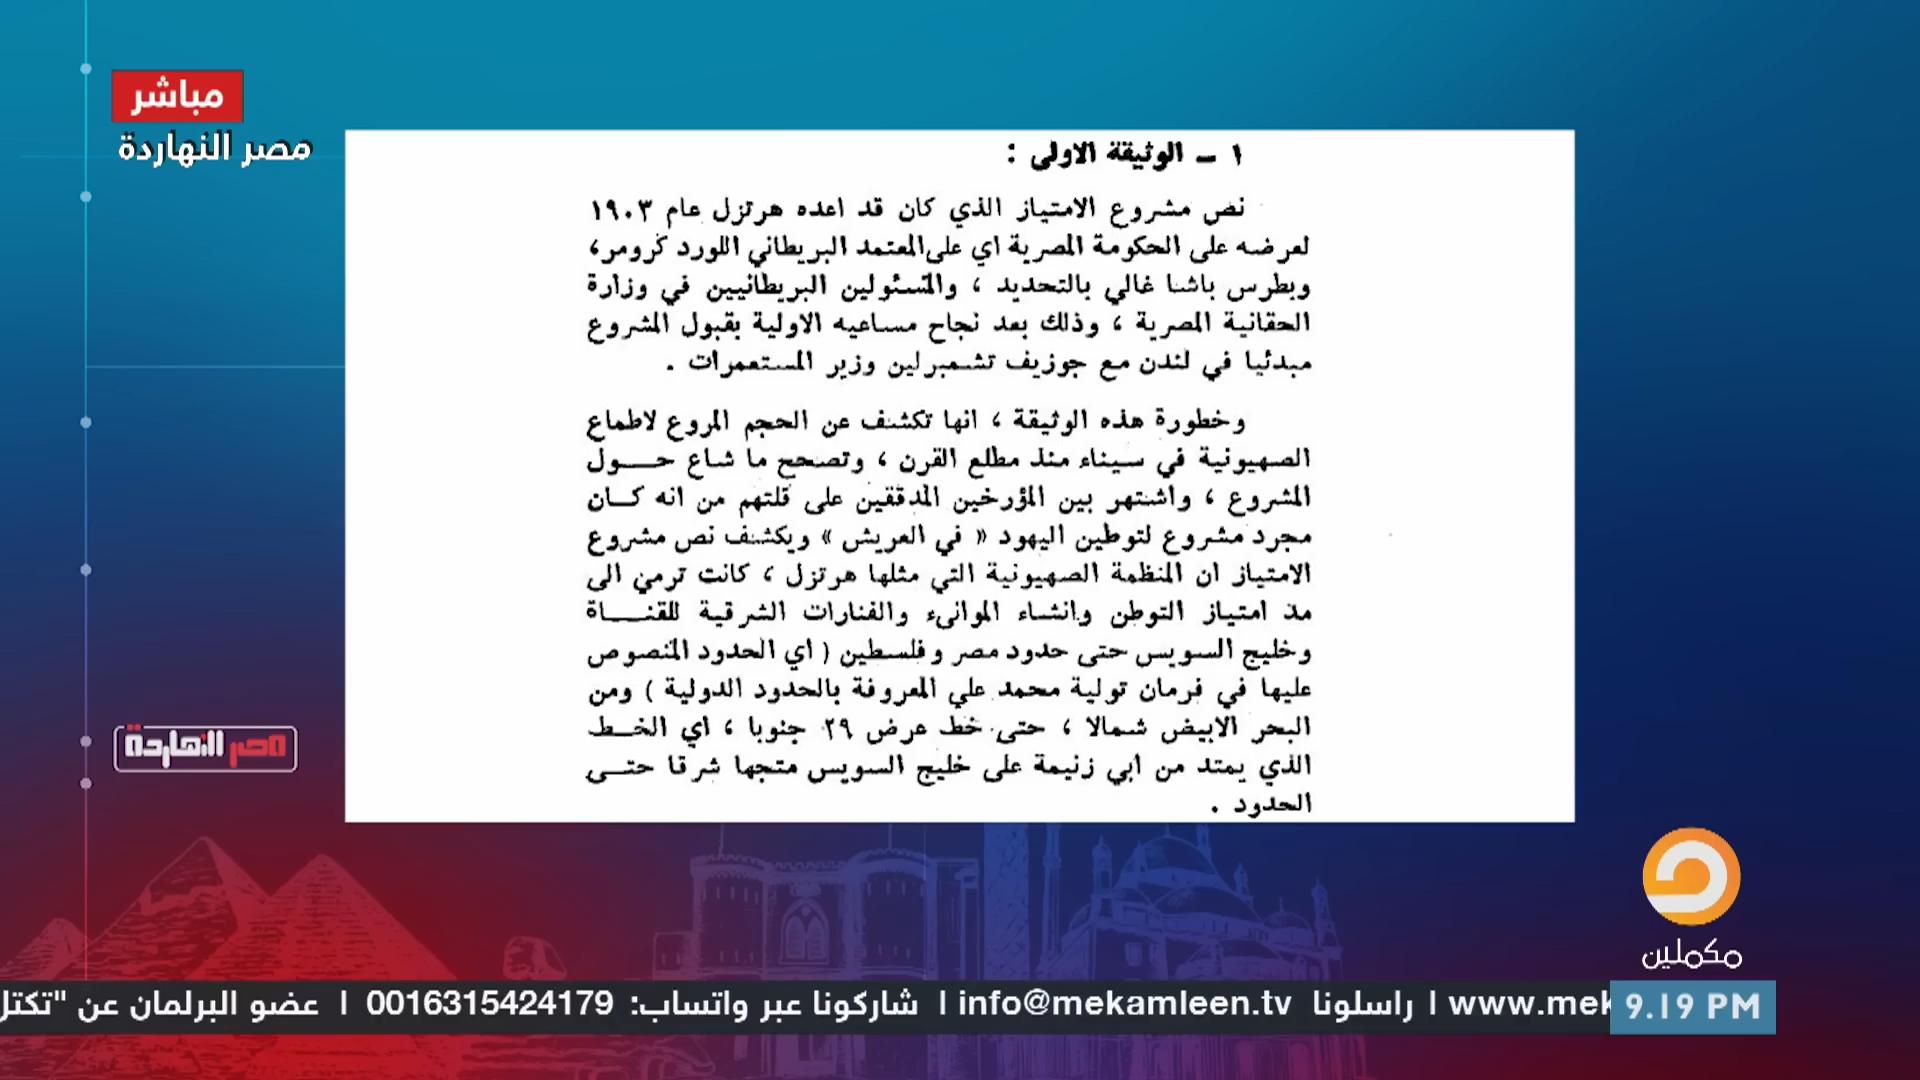 مباشر
مصر النهاردة
١ ــ الوثيقة الاولى :
نص مشروع الامتياز الذي كان قد اعده هرتزل عام ١٩٠٣
لعرضه على الحكومة المصرية اي على المعتمد البريطاني اللورد كرومر،
وبطرس باشا غالي بالتحديد ، والمسئولين البريطانيين في وزارة
الحقانية المصرية ، وذلك بعد نجاح مساعيه الاولية بقبول المشروع
مبدئيا في لندن مع جوزيف تشمبرلين وزير المستعمرات .
وخطورة هذه الوثيقة ، انها تكشف عن الحجم المروع لاطماع
الصهيونية في سيناء منذ مطلع القرن ، وتصحح ما شاع حـــول
المشروع ، واشتهر بين المؤرخين المدققين على قلتهم من انه كــان
مجرد مشروع لتوطين اليهود « في العريش » ويكشف نص مشروع
الامتياز ان المنظمة الصهيونية التي مثلها هرتزل ، كانت ترمي الى
مد امتياز التوطن وانشاء الموانىء والفنارات الشرقية للقنـــاة
وخليج السويس حتى حدود مصر وفلسطين ( اي الحدود المنصوص
عليها في فرمان تولية محمد علي المعروفة بالحدود الدولية ) ومن
البحر الابيض شمالا ، حتى خط عرض ٢٩ جنوبا ، اي الخــط
الذي يمتد من ابي زنيمة على خليج السويس متجها شرقا حتــى
الحدود .
مصر النهاردة
مكملين
www.mek | راسلونا info@mekamleen.tv | شاركونا عبر واتساب: 0016315424179 | عضو البرلمان عن "تكتل
9.19 PM